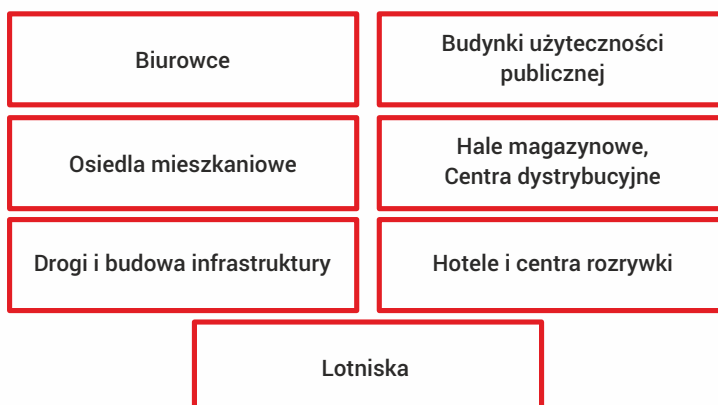 Biurowce
Budynki użyteczności
publicznej
Osiedla mieszkaniowe
Hale magazynowe,
Centra dystrybucyjne
Drogi i budowa infrastruktury
Hotele i centra rozrywki
Lotniska